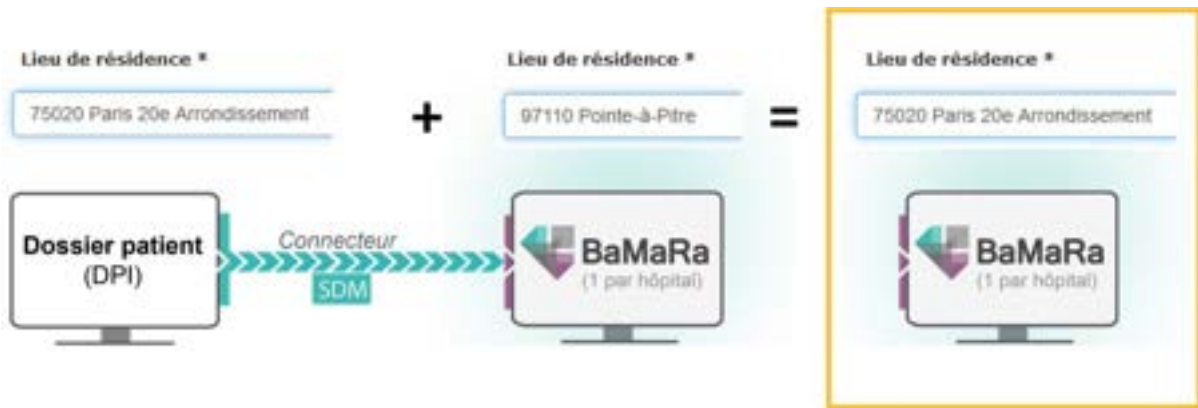 Lieu de résidence *
Lieu de résidence *
Lieu de résidence *
75020 Paris 20e Arrondissement
+
97110 Pointe-à-Pitre
=
75020 Paris 20e Arrondissement
Dossier patient
(DPI)
Connecteur
SDM
BaMaRa
(1 par hôpital)
BaMaRa
(1 par hôpital)